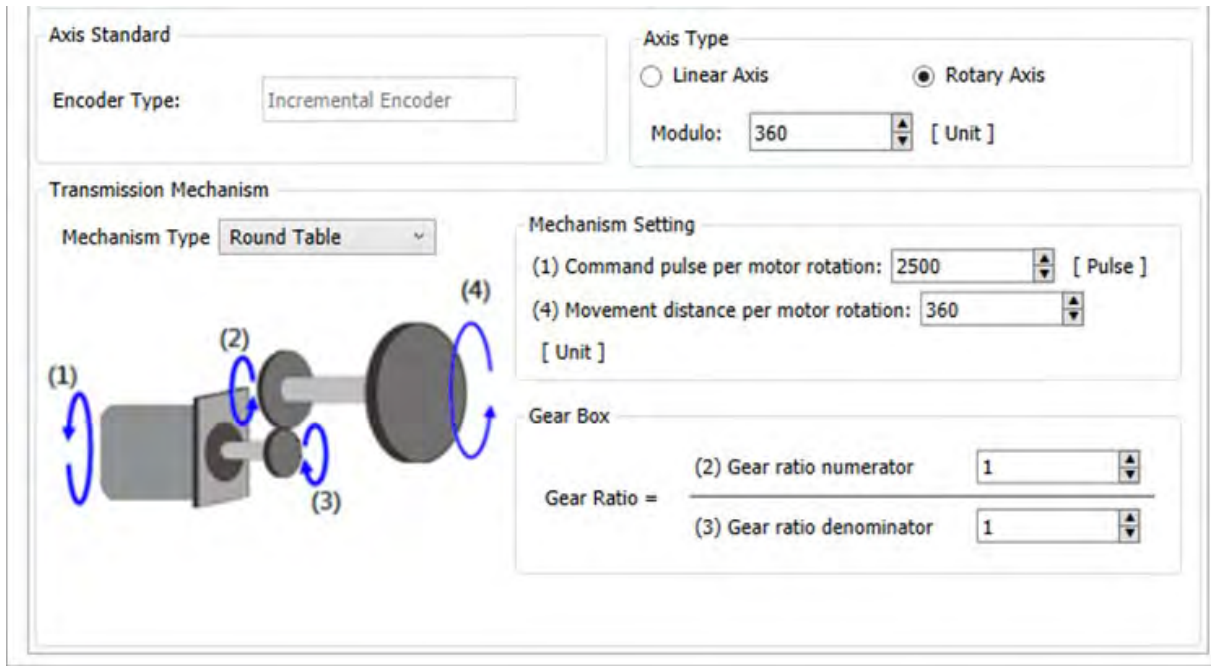 Axis Standard
Encoder Type: Incremental Encoder
Axis Type
Linear Axis Rotary Axis
Modulo: 360 [ Unit ]
Transmission Mechanism
Mechanism Type Round Table
(1)
(2)
(3)
(4)
Mechanism Setting
(1) Command pulse per motor rotation: 2500 [ Pulse ]
(4) Movement distance per motor rotation: 360
[ Unit ]
Gear Box
Gear Ratio =
(2) Gear ratio numerator 1
(3) Gear ratio denominator 1